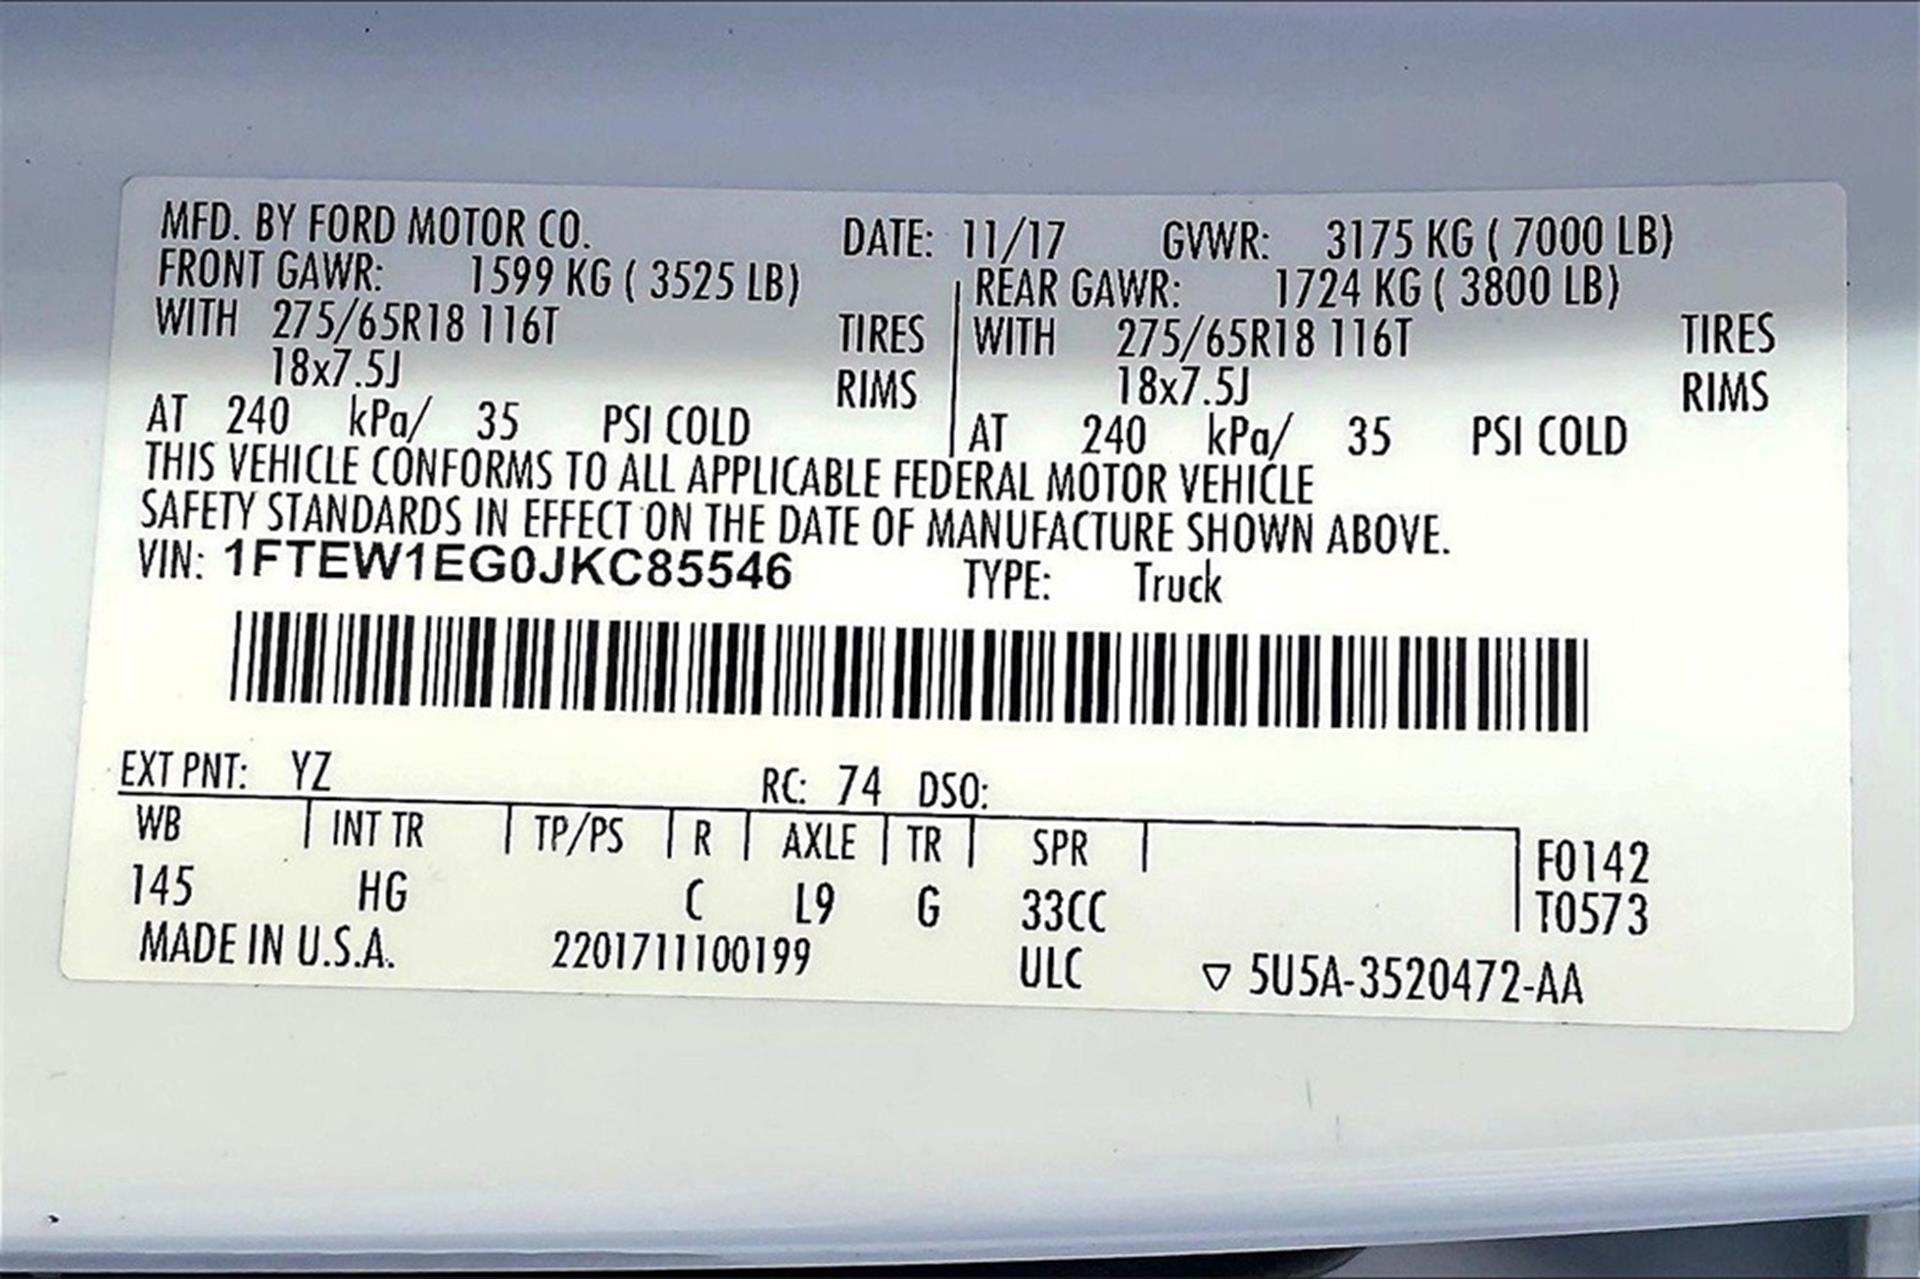 MFD. BY FORD MOTOR CO. DATE: 11/17 GVWR: 3175 KG ( 7000 LB)
FRONT GAWR: 1599 KG ( 3525 LB) REAR GAWR: 1724 KG ( 3800 LB)
WITH 275/65R18 116T TIRES WITH 275/65R18 116T TIRES
18x7.5J RIMS 18x7.5J RIMS
AT 240 kPa/ 35 PSI COLD AT 240 kPa/ 35 PSI COLD
THIS VEHICLE CONFORMS TO ALL APPLICABLE FEDERAL MOTOR VEHICLE
SAFETY STANDARDS IN EFFECT ON THE DATE OF MANUFACTURE SHOWN ABOVE.
VIN: 1FTEW1EG0JKC85546 TYPE: Truck
EXT PNT: YZ RC: 74 DSO:
WB INT TR TP/PS R AXLE TR SPR F0142
145 HG C L9 G 33CC T0573
MADE IN U.S.A. 2201711100199 ULC ▽ 5U5A-3520472-AA